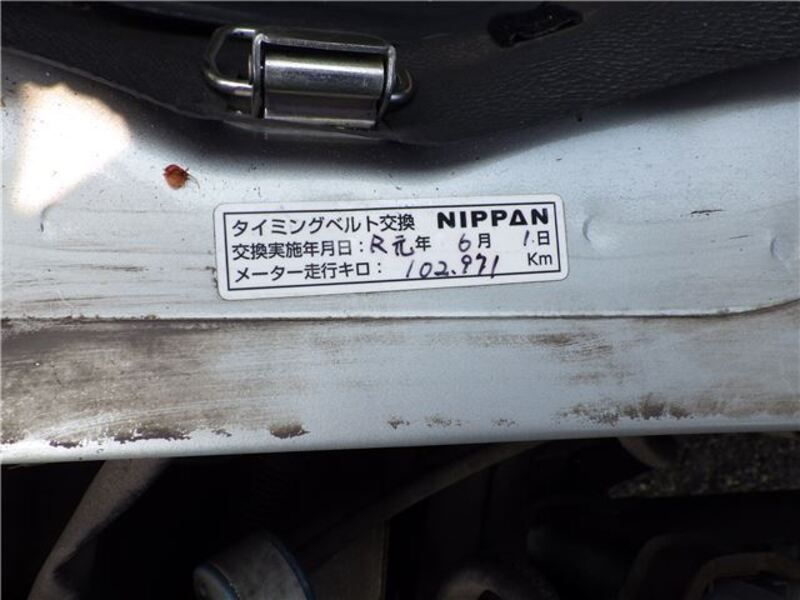 タイミングベルト交換 NIPPAN
交換実施年月日：R元年 6月 1日
メーター走行キロ： 102.971 Km